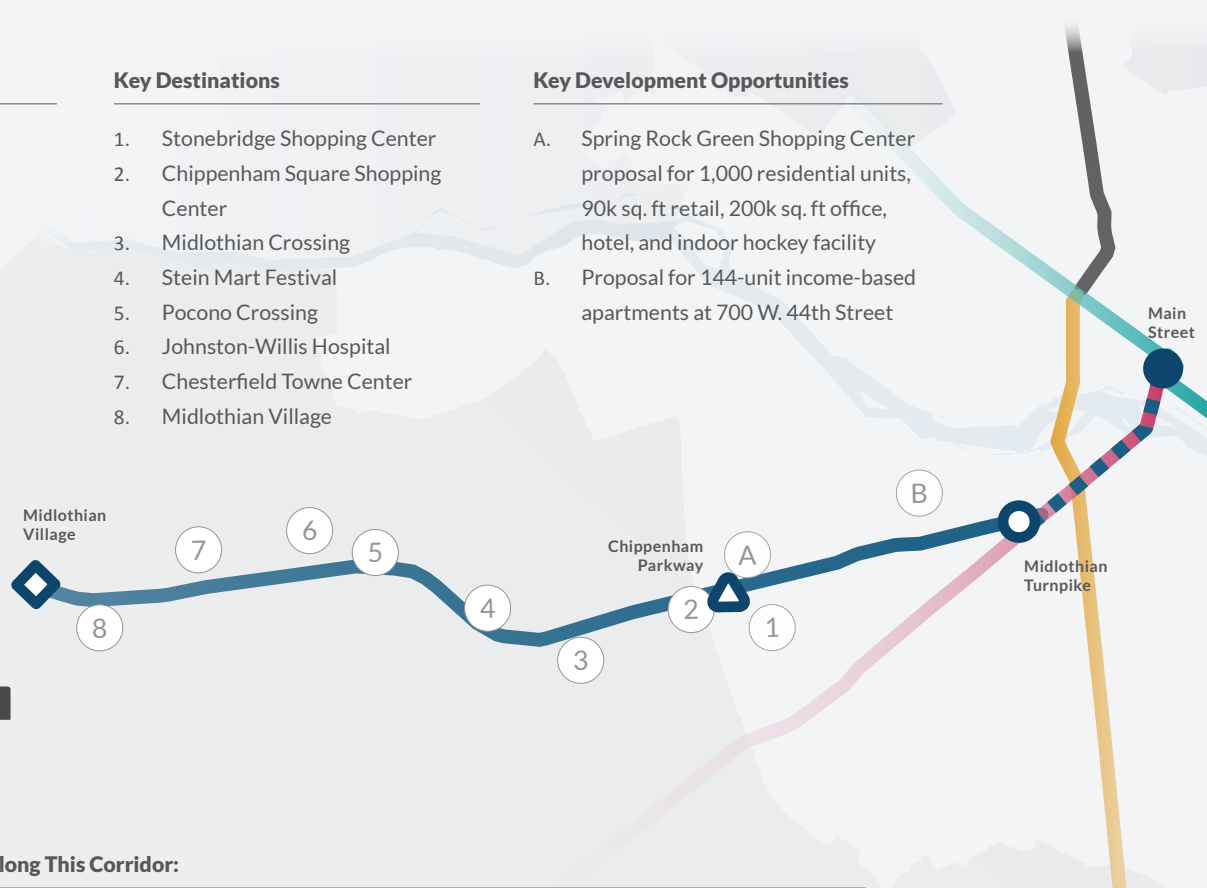 Key Destinations
1. Stonebridge Shopping Center
2. Chippenham Square Shopping
Center
3. Midlothian Crossing
4. Stein Mart Festival
5. Pocono Crossing
6. Johnston-Willis Hospital
7. Chesterfield Towne Center
8. Midlothian Village
Key Development Opportunities
A. Spring Rock Green Shopping Center
proposal for 1,000 residential units,
90k sq. ft retail, 200k sq. ft office,
hotel, and indoor hockey facility
B. Proposal for 144-unit income-based
apartments at 700 W. 44th Street
Main
Street
Midlothian
Village
8
7
6
5
4
3
Chippenham
Parkway
2
A
1
B
Midlothian
Turnpike
long This Corridor: